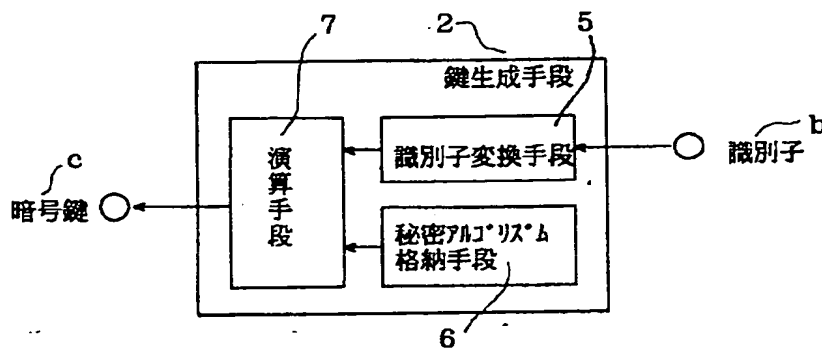 7
2
5
鍵生成手段
b
識別子
識別子変換手段
演算手段
c
暗号鍵
秘密ｱﾙｺﾞﾘｽﾞﾑ
格納手段
6